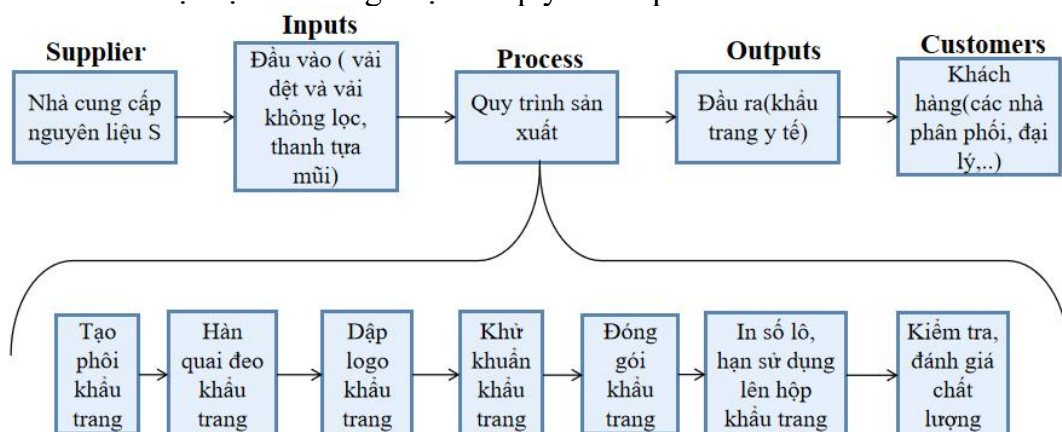 Supplier
Nhà cung cấp
nguyên liệu S
Inputs
Đầu vào ( vải
dệt và vải
không lọc,
thanh tựa
mũi)
Process
Quy trình sản
xuất
Outputs
Đầu ra(khẩu
trang y tế)
Customers
Khách
hàng(các nhà
phân phối, đại
lý,..)
Tạo
phôi
khẩu
trang
Hàn
quai đeo
khẩu
trang
Dập
logo
khẩu
trang
Khử
khuẩn
khẩu
trang
Đóng
gói
khẩu
trang
In số lô,
hạn sử dụng
lên hộp
khẩu trang
Kiểm tra,
đánh giá
chất
lượng